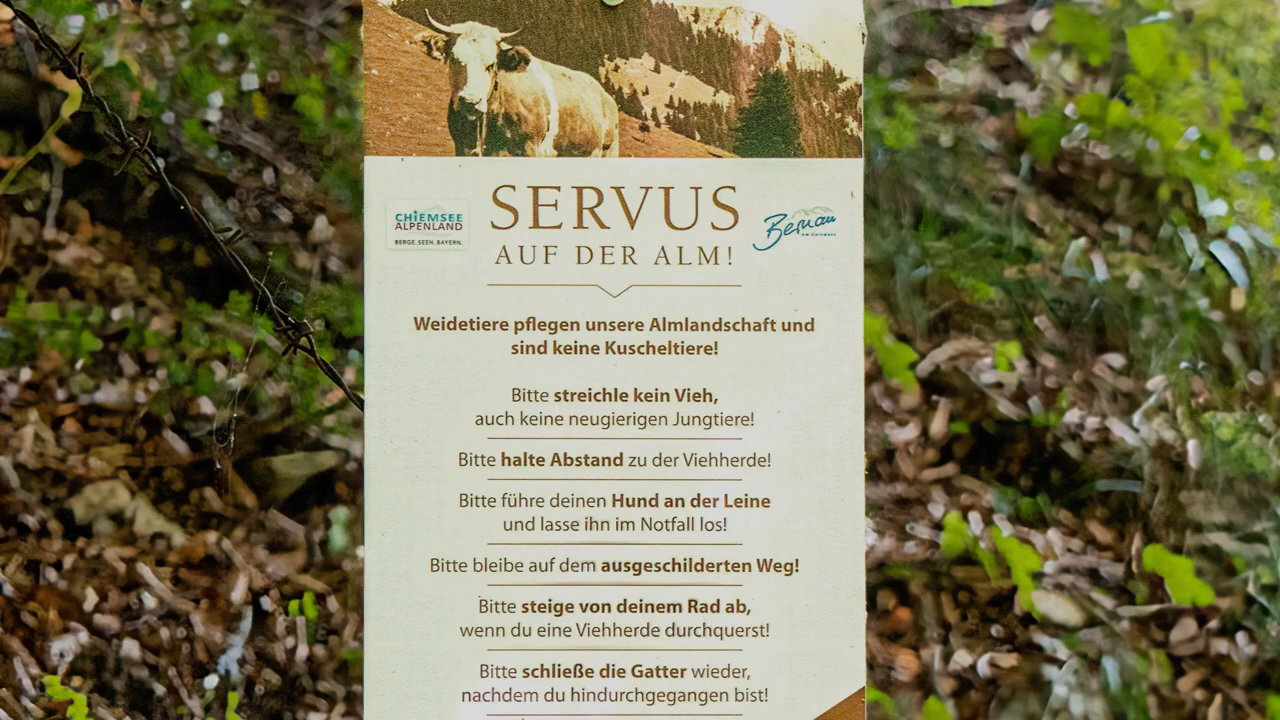 SERVUS
AUF DER ALM!
CHIEMSEE
ALPENLAND
BERGE.SEEN.BAYERN.
Bernau
AM CHIEMSEE
Weidetiere pflegen unsere Almlandschaft und
sind keine Kuscheltiere!
Bitte streichle kein Vieh,
auch keine neugierigen Jungtiere!
Bitte halte Abstand zu der Viehherde!
Bitte führe deinen Hund an der Leine
und lasse ihn im Notfall los!
Bitte bleibe auf dem ausgeschilderten Weg!
Bitte steige von deinem Rad ab,
wenn du eine Viehherde durchquerst!
Bitte schließe die Gatter wieder,
nachdem du hindurchgegangen bist!